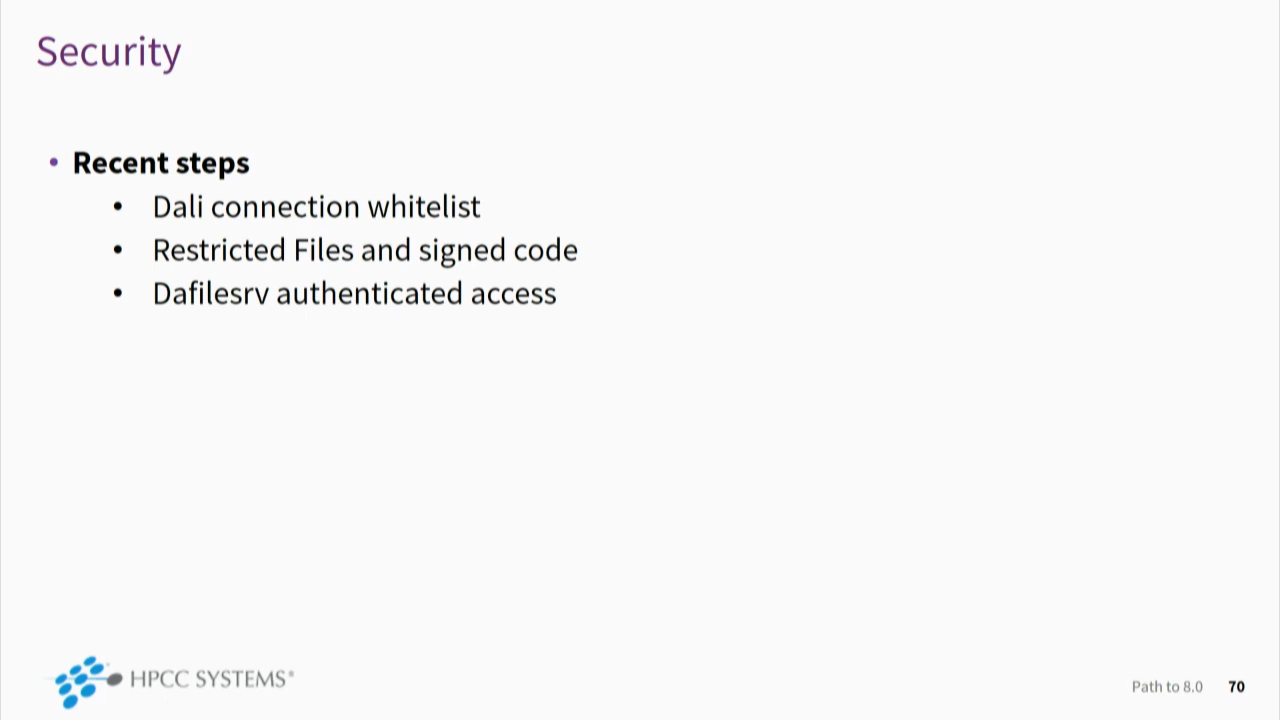 Security
• Recent steps
• Dali connection whitelist
• Restricted Files and signed code
• Dafilesrv authenticated access
HPCC SYSTEMS®
Path to 8.0 70